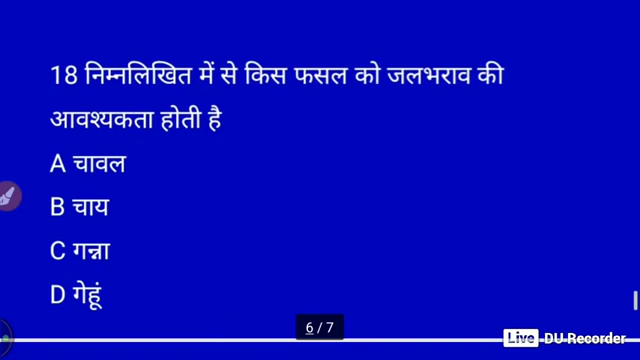 18 निम्नलिखित में से किस फसल को जलभराव की
आवश्यकता होती है
A चावल
B चाय
C गन्ना
D गेहूं
6 / 7
Live DU Recorder